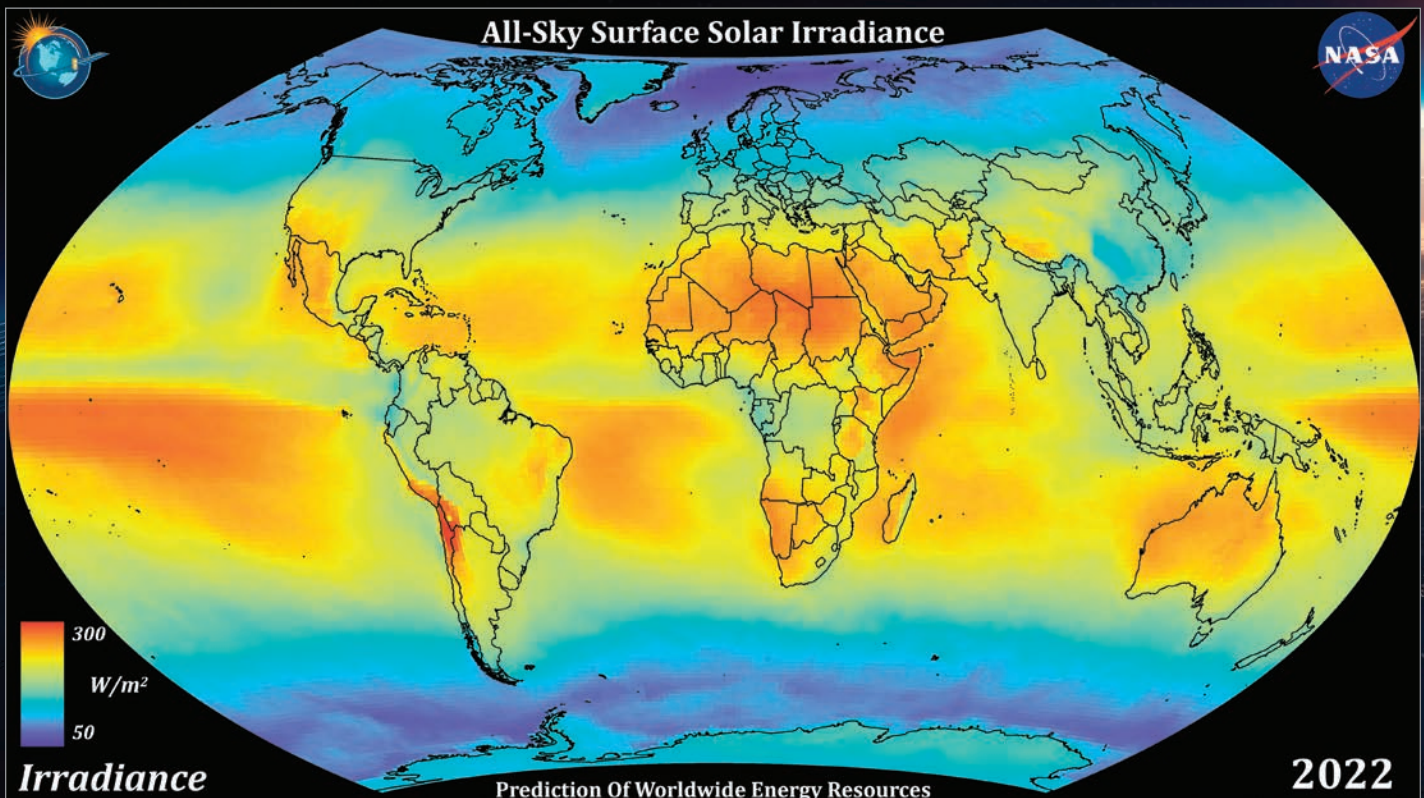 All-Sky Surface Solar Irradiance
NASA
300
W/m²
50
Irradiance
Prediction Of Worldwide Energy Resources
2022